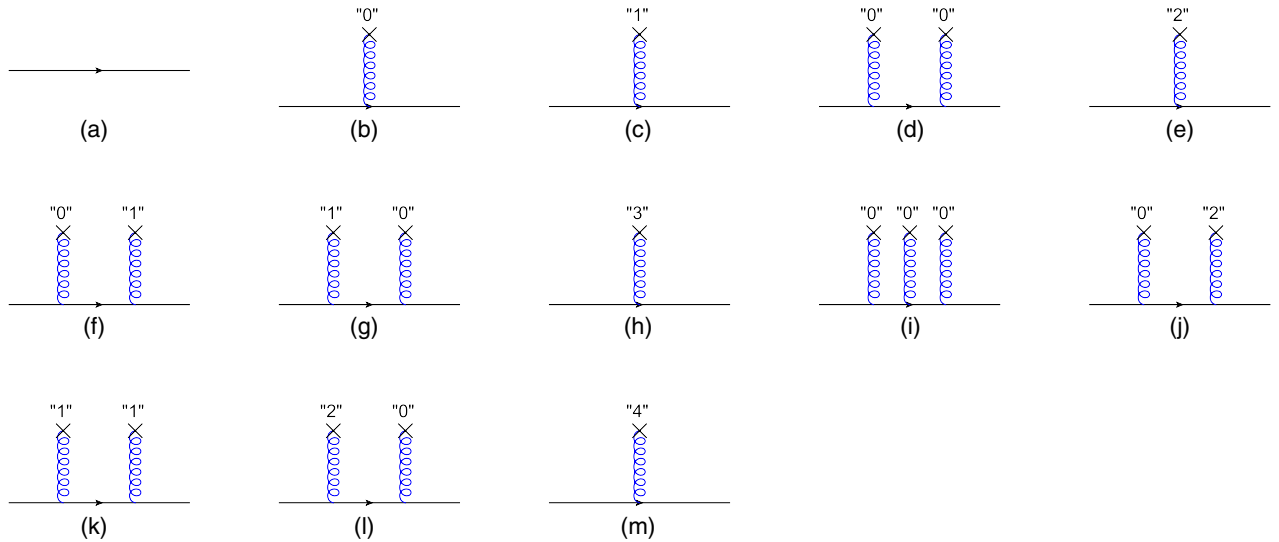 "0" "1" "0" "0" "2"
(a) (b) (c) (d) (e)
"0" "1" "1" "0" "3" "0" "0" "0" "0" "2"
(f) (g) (h) (i) (j)
"1" "1" "2" "0" "4"
(k) (l) (m)